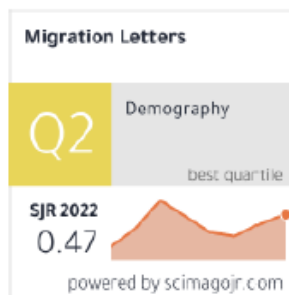 Migration Letters
Q2
Demography
best quartile
SJR 2022
0.47
powered by scimagojr.com